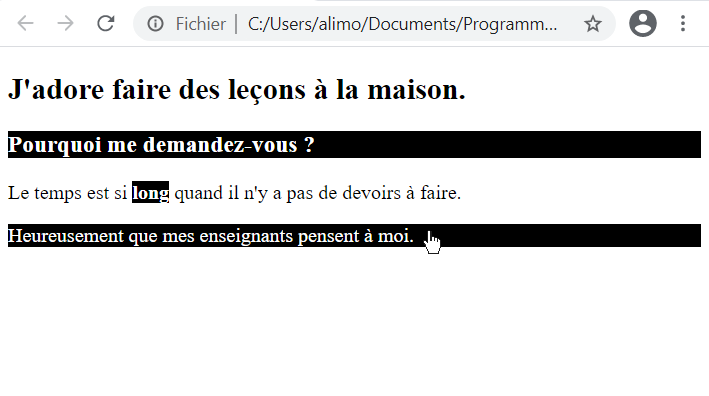 Fichier | C:/Users/alimo/Documents/Programm...
J'adore faire des leçons à la maison.
Pourquoi me demandez-vous ?
Le temps est si long quand il n'y a pas de devoirs à faire.
Heureusement que mes enseignants pensent à moi.